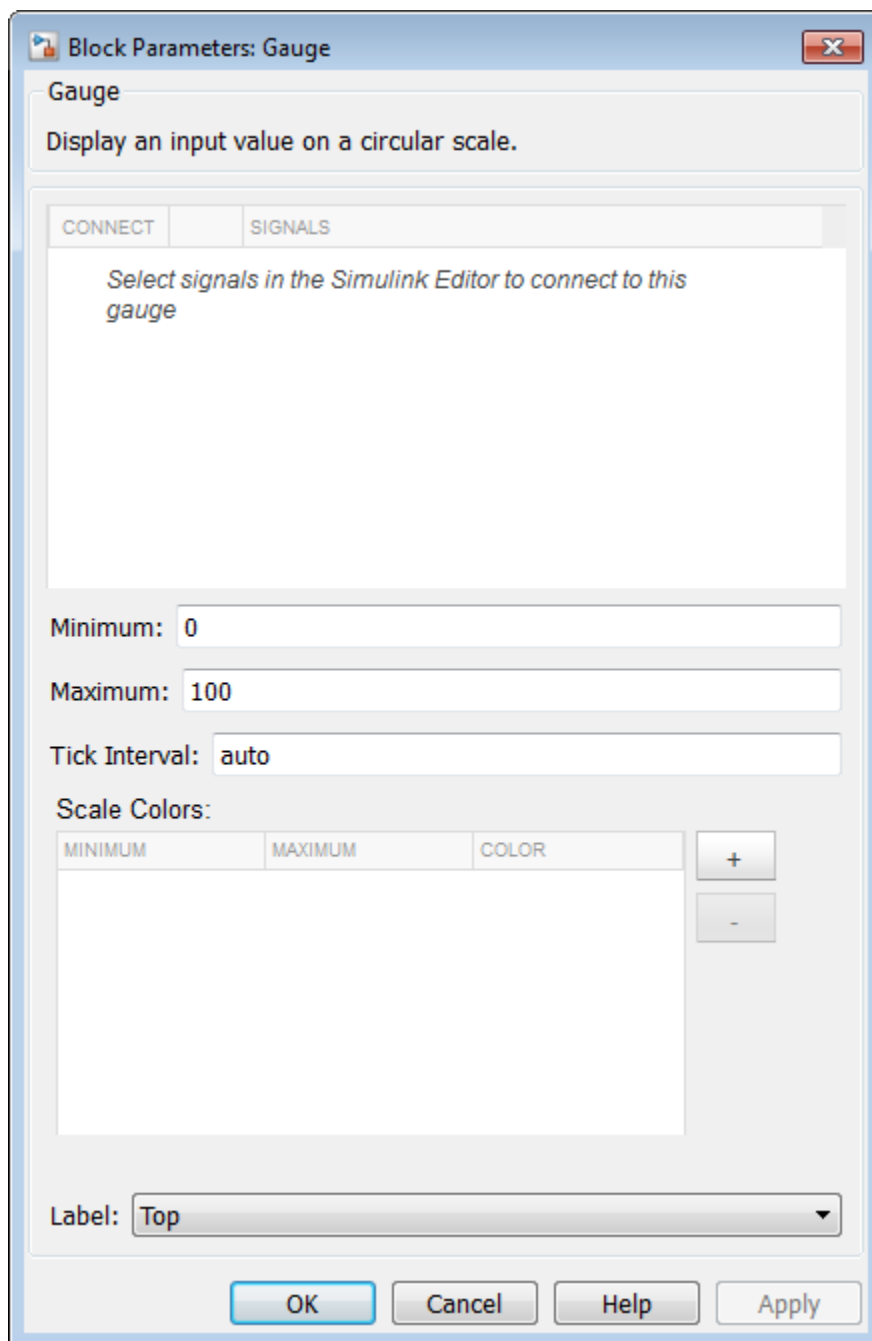 Block Parameters: Gauge
Gauge
Display an input value on a circular scale.
CONNECT SIGNALS
Select signals in the Simulink Editor to connect to this
gauge
Minimum: 0
Maximum: 100
Tick Interval: auto
Scale Colors:
MINIMUM MAXIMUM COLOR
+
-
Label: Top
OK Cancel Help Apply